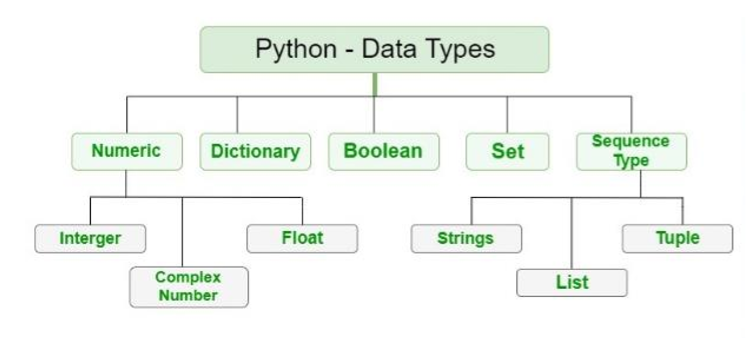 Python - Data Types
Numeric
Dictionary
Boolean
Set
Sequence
Type
Interger
Complex
Number
Float
Strings
List
Tuple